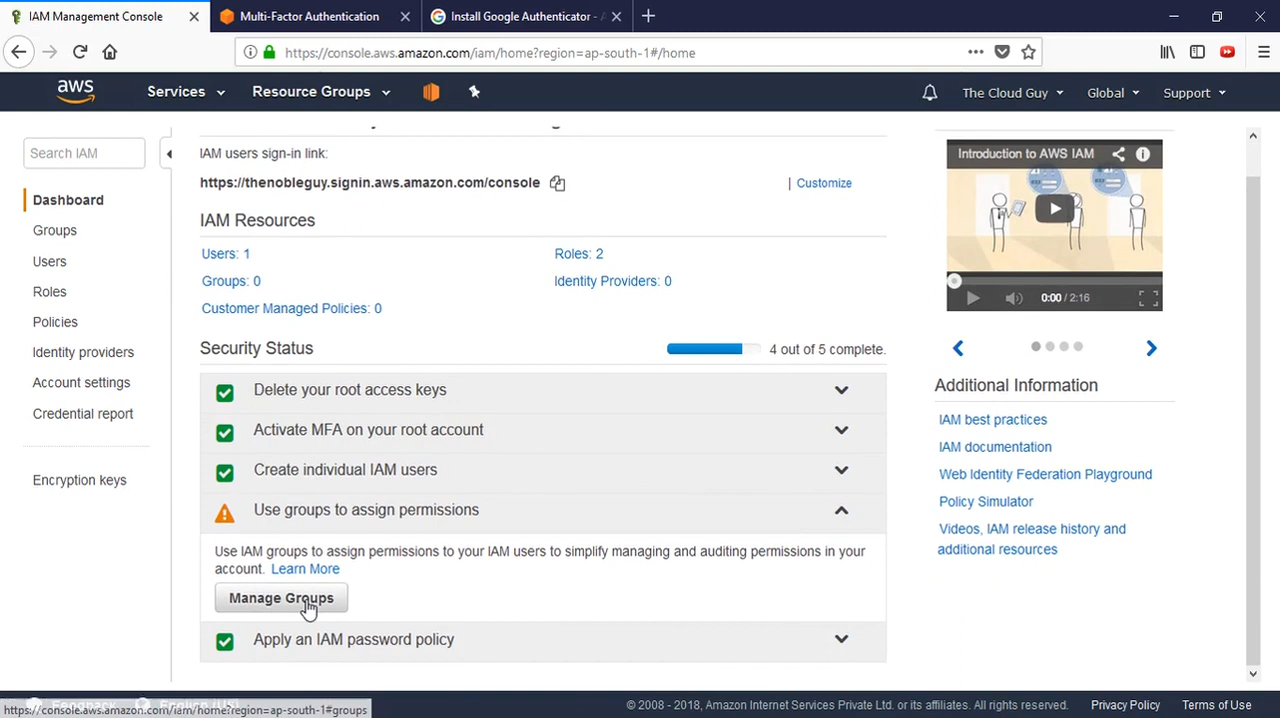 IAM Management Console
Multi-Factor Authentication
Install Google Authenticator -
https://console.aws.amazon.com/iam/home?region=ap-south-1#/home
aws
Services
Resource Groups
The Cloud Guy
Global
Support
Search IAM
Dashboard
Groups
Users
Roles
Policies
Identity providers
Account settings
Credential report
Encryption keys
IAM users sign-in link:
https://thenobleguy.signin.aws.amazon.com/console
Customize
IAM Resources
Users: 1
Roles: 2
Groups: 0
Identity Providers: 0
Customer Managed Policies: 0
Security Status
4 out of 5 complete.
Delete your root access keys
Activate MFA on your root account
Create individual IAM users
Use groups to assign permissions
Use IAM groups to assign permissions to your IAM users to simplify managing and auditing permissions in your
account. Learn More
Manage Groups
Apply an IAM password policy
Introduction to AWS IAM
0:00 / 2:16
Additional Information
IAM best practices
IAM documentation
Web Identity Federation Playground
Policy Simulator
Videos, IAM release history and
additional resources
https://console.aws.amazon.com/iam/home?region=ap-south-1#groups
© 2008 - 2018, Amazon Internet Services Private Ltd. or its affiliates. All rights reserved.
Privacy Policy
Terms of Use